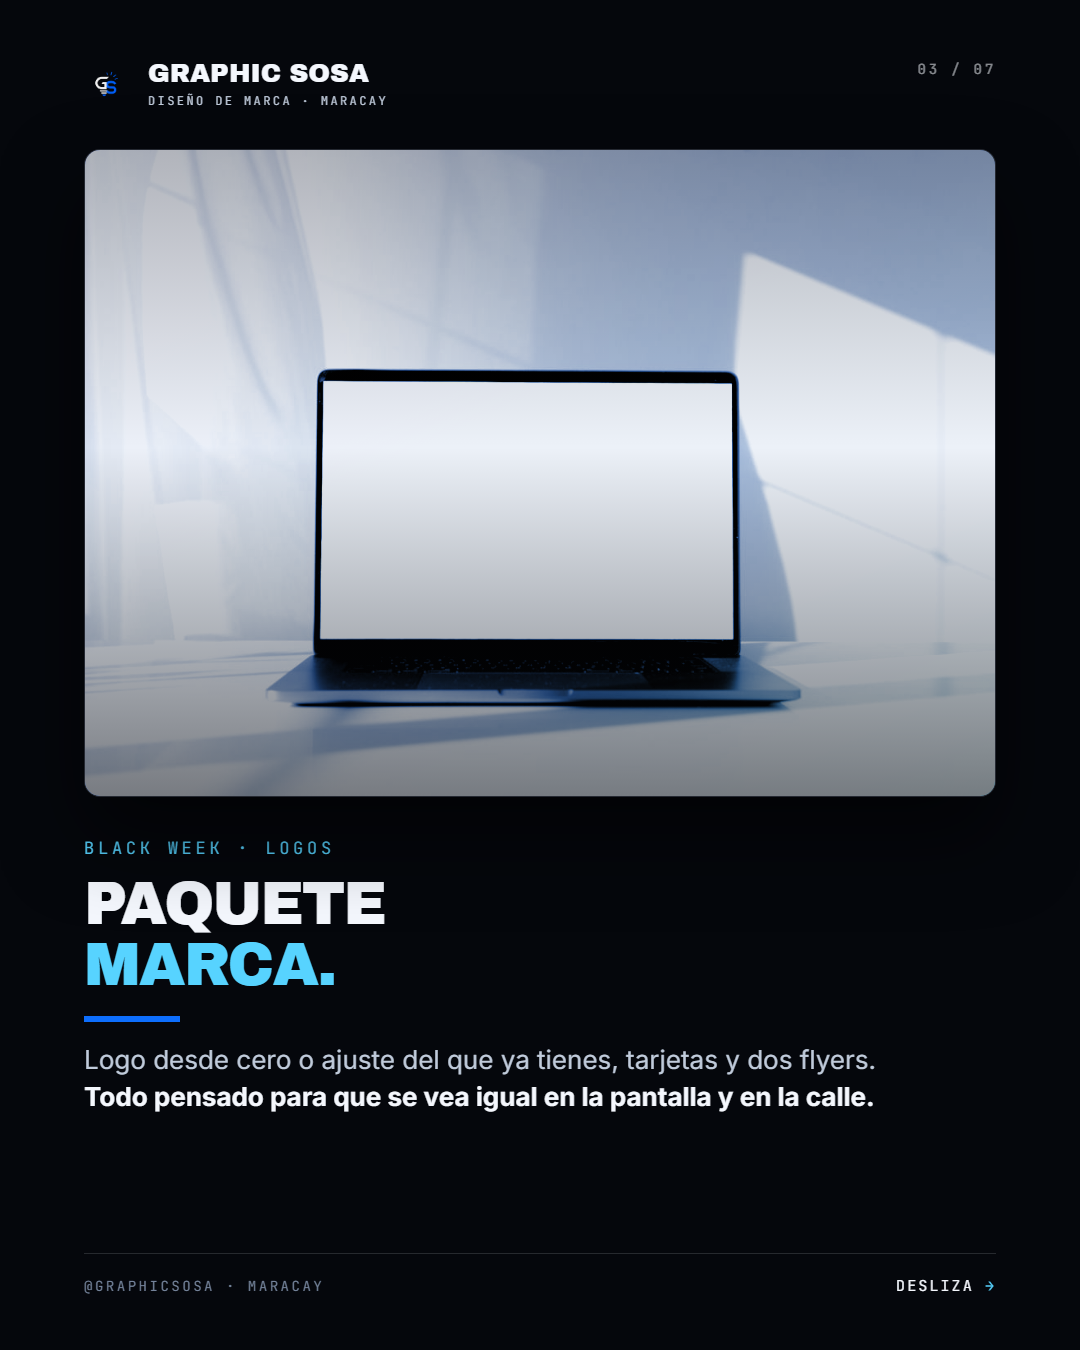 GS
GRAPHIC SOSA
DISEÑO DE MARCA · MARACAY
03 / 07
BLACK WEEK · LOGOS
PAQUETE
MARCA.
Logo desde cero o ajuste del que ya tienes, tarjetas y dos flyers.
Todo pensado para que se vea igual en la pantalla y en la calle.
@GRAPHICSOSA · MARACAY
DESLIZA →